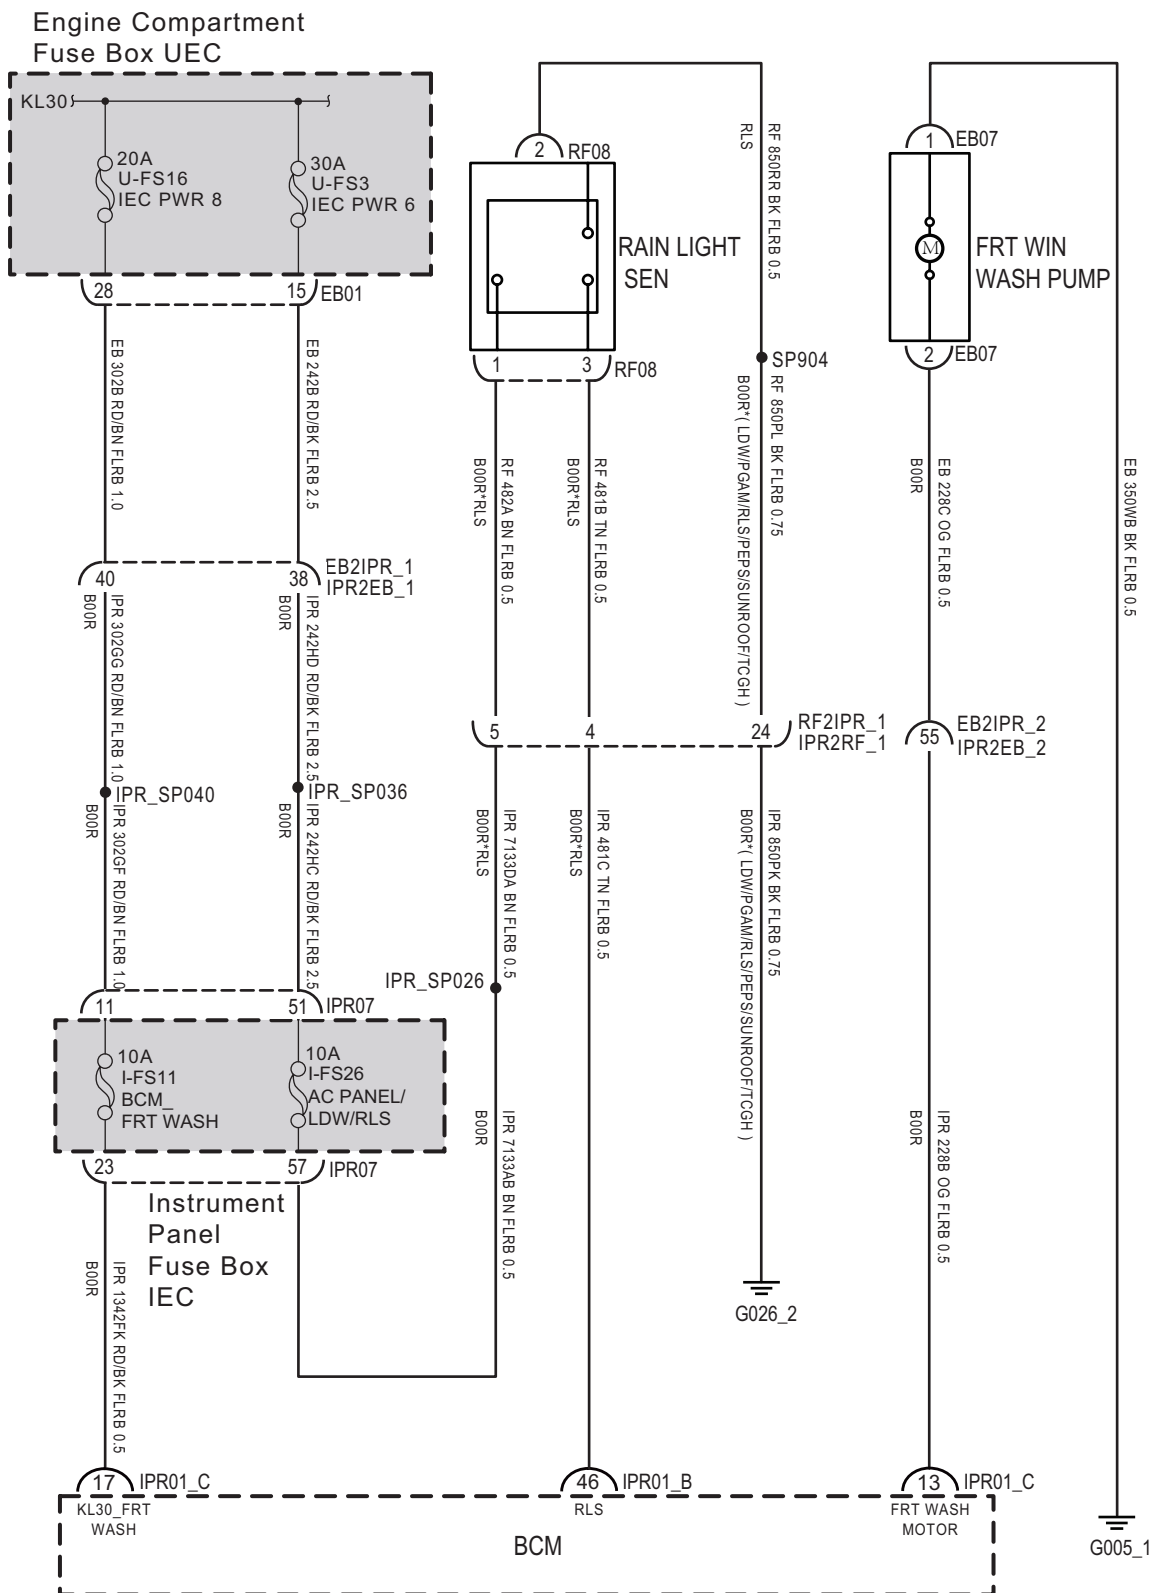 Engine Compartment
Fuse Box UEC
KL30
20A
U-FS16
IEC PWR 8
30A
U-FS3
IEC PWR 6
28
15
EB01
EB 302B RD/BN FLRB 1.0
EB 242B RD/BK FLRB 2.5
40
38
EB2IPR_1
IPR2EB_1
B00R
IPR 302GG RD/BN FLRB 1.0
B00R
IPR 242HD RD/BK FLRB 2.5
IPR_SP040
IPR_SP036
B00R
IPR 302GF RD/BN FLRB 1.0
B00R
IPR 242HC RD/BK FLRB 2.5
11
51
IPR07
10A
I-FS11
BCM_
FRT WASH
10A
I-FS26
AC PANEL/
LDW/RLS
23
57
IPR07
Instrument
Panel
Fuse Box
IEC
B00R
IPR 1342FK RD/BK FLRB 0.5
17
IPR01_C
KL30_FRT
WASH
2
RF08
RAIN LIGHT
SEN
1
3
RF08
B00R*RLS
RF 482A BN FLRB 0.5
B00R*RLS
RF 481B TN FLRB 0.5
RLS
RF 850RR BK FLRB 0.5
SP904
B00R*( LDW/PGAM/RLS/PEPS/SUNROOF/TCGH )
RF 850PL BK FLRB 0.75
5
4
24
RF2IPR_1
IPR2RF_1
B00R*RLS
IPR 7133DA BN FLRB 0.5
B00R*RLS
IPR 481C TN FLRB 0.5
B00R*( LDW/PGAM/RLS/PEPS/SUNROOF/TCGH )
IPR 850PK BK FLRB 0.75
IPR_SP026
B00R
IPR 7133AB BN FLRB 0.5
G026_2
46
IPR01_B
RLS
1
EB07
M
FRT WIN
WASH PUMP
2
EB07
B00R
EB 228C OG FLRB 0.5
EB 350WB BK FLRB 0.5
55
EB2IPR_2
IPR2EB_2
B00R
IPR 228B OG FLRB 0.5
13
IPR01_C
FRT WASH
MOTOR
BCM
G005_1